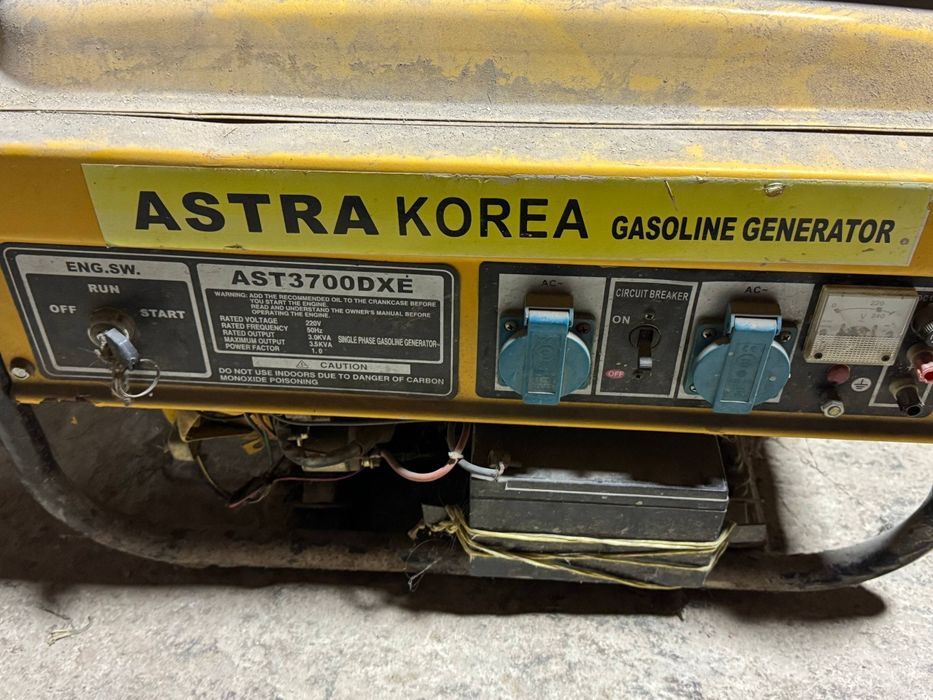 ASTRA KOREA GASOLINE GENERATOR
ENG.SW.
RUN
OFF
START
AST3700DXE
WARNING: ADD THE RECOMMENDED OIL TO THE CRANKCASE BEFORE
YOU START THE ENGINE.
READ AND UNDERSTAND THE OWNER'S MANUAL BEFORE
OPERATING THE ENGINE.
RATED VOLTAGE 220V
RATED FREQUENCY 50Hz
RATED OUTPUT 3.0KVA
MAXIMUM OUTPUT 3.5KVA
POWER FACTOR 1.0
SINGLE PHASE GASOLINE GENERATOR
CAUTION
DO NOT USE INDOORS DUE TO DANGER OF CARBON
MONOXIDE POISONING
AC~
CIRCUIT BREAKER
ON
OFF
AC~
220
V